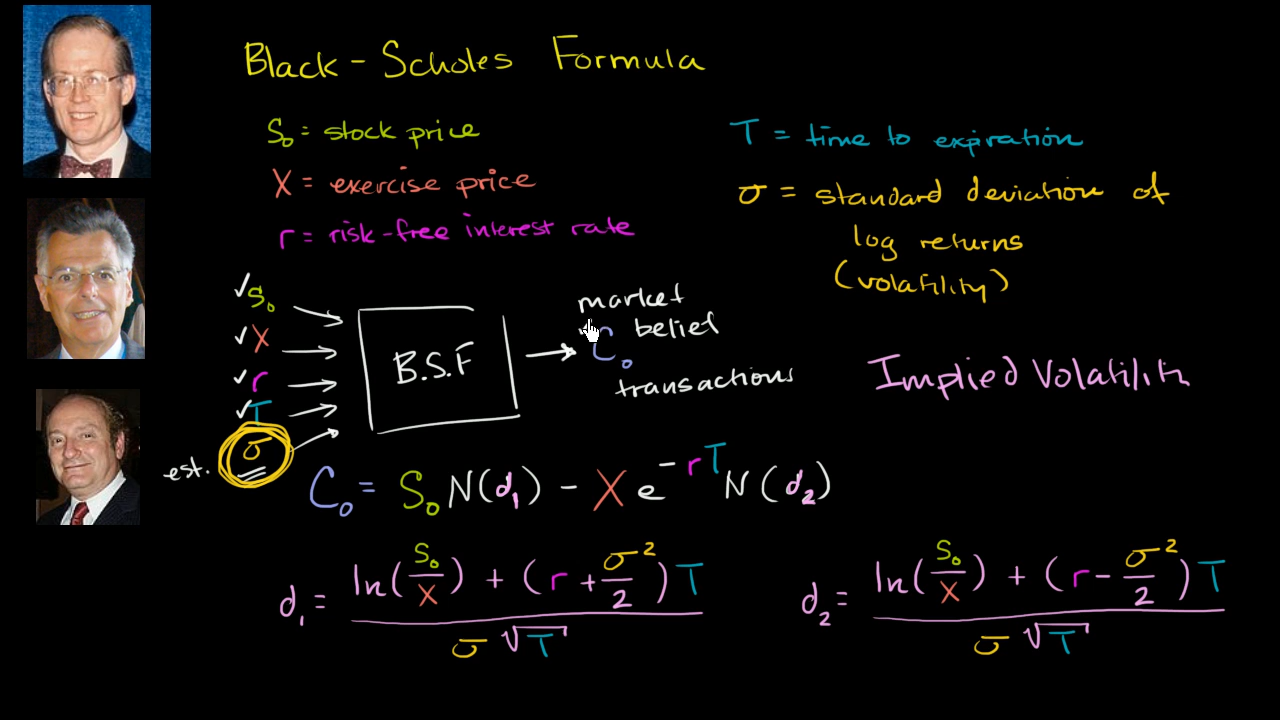 Black - Scholes Formula
S₀ = stock price
X = exercise price
r = risk-free interest rate
T = time to expiration
σ = standard deviation of
log returns
(volatility)
✓S₀
✓X
✓r
✓T
est. σ
B.S.F
market
belief
C₀
transactions
Implied Volatility
C₀ = S₀ N(d₁) - X e^(-rT) N(d₂)
d₁ = (ln(S₀/X) + (r + σ²/2)T) / (σ√T)
d₂ = (ln(S₀/X) + (r - σ²/2)T) / (σ√T)